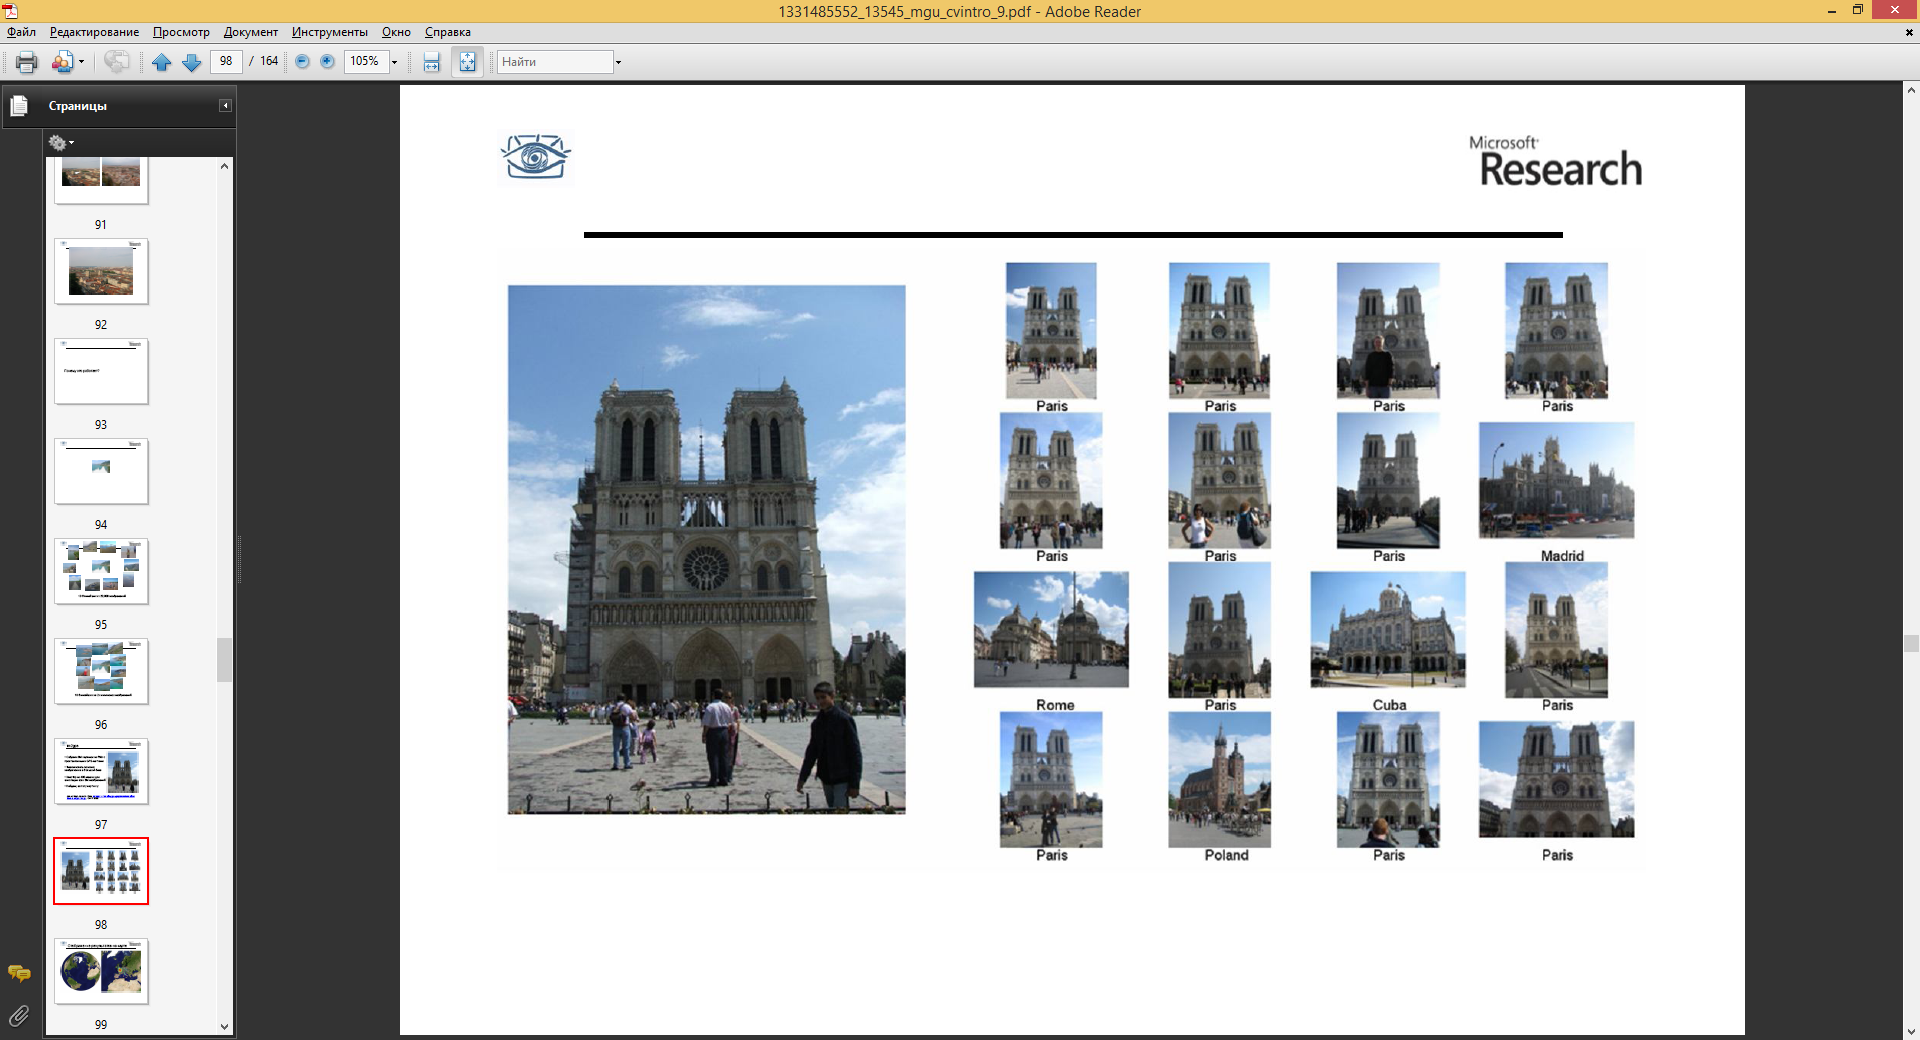 1331485552_13545_mgu_cvintro_9.pdf - Adobe Reader
Файл Редактирование Просмотр Документ Инструменты Окно Справка
98 / 164 105% Найти
Страницы
91
92
93
94
95
96
97
98
99
Microsoft
Research
Paris Paris Paris Paris
Paris Paris Paris Madrid
Rome Paris Cuba Paris
Paris Poland Paris Paris